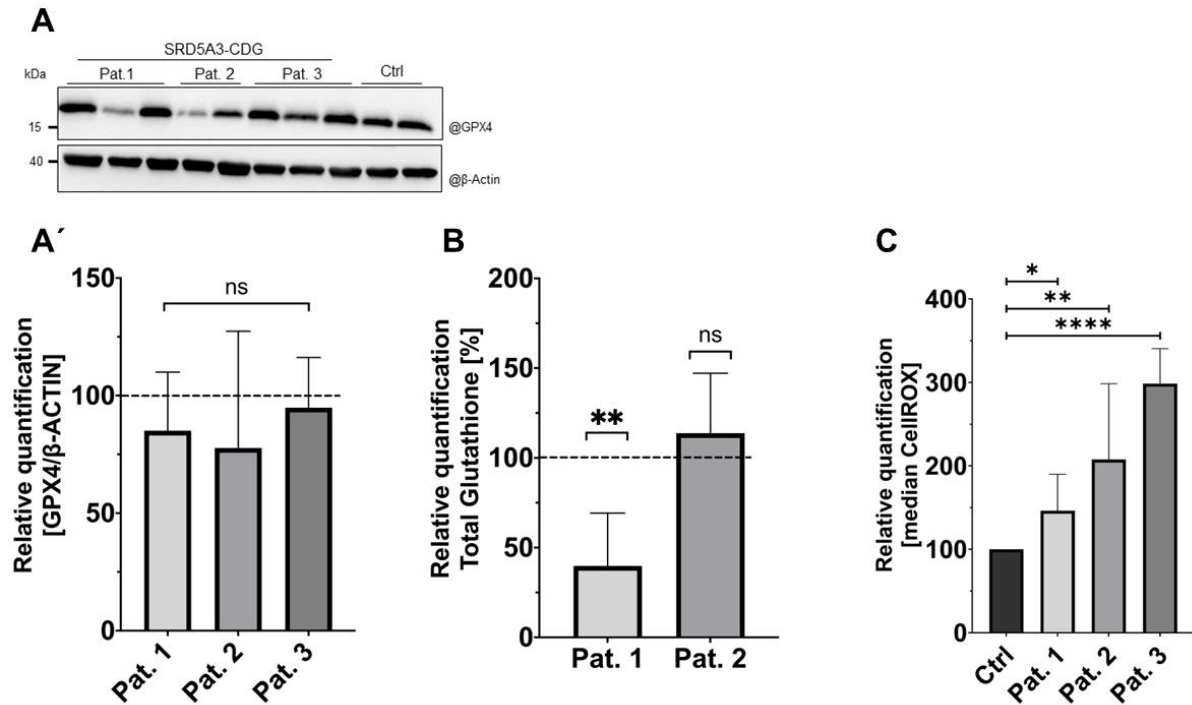 A
SRD5A3-CDG
kDa
Pat.1 Pat. 2 Pat. 3 Ctrl
15
@GPX4
40
@β-Actin
A´
Relative quantification
[GPX4/β-ACTIN]
150
100
50
0
ns
Pat. 1 Pat. 2 Pat. 3
B
Relative quantification
Total Glutathione [%]
200
150
100
50
0
**
ns
Pat. 1 Pat. 2
C
Relative quantification
[median CellROX]
400
300
200
100
0
*
**
****
Ctrl Pat. 1 Pat. 2 Pat. 3